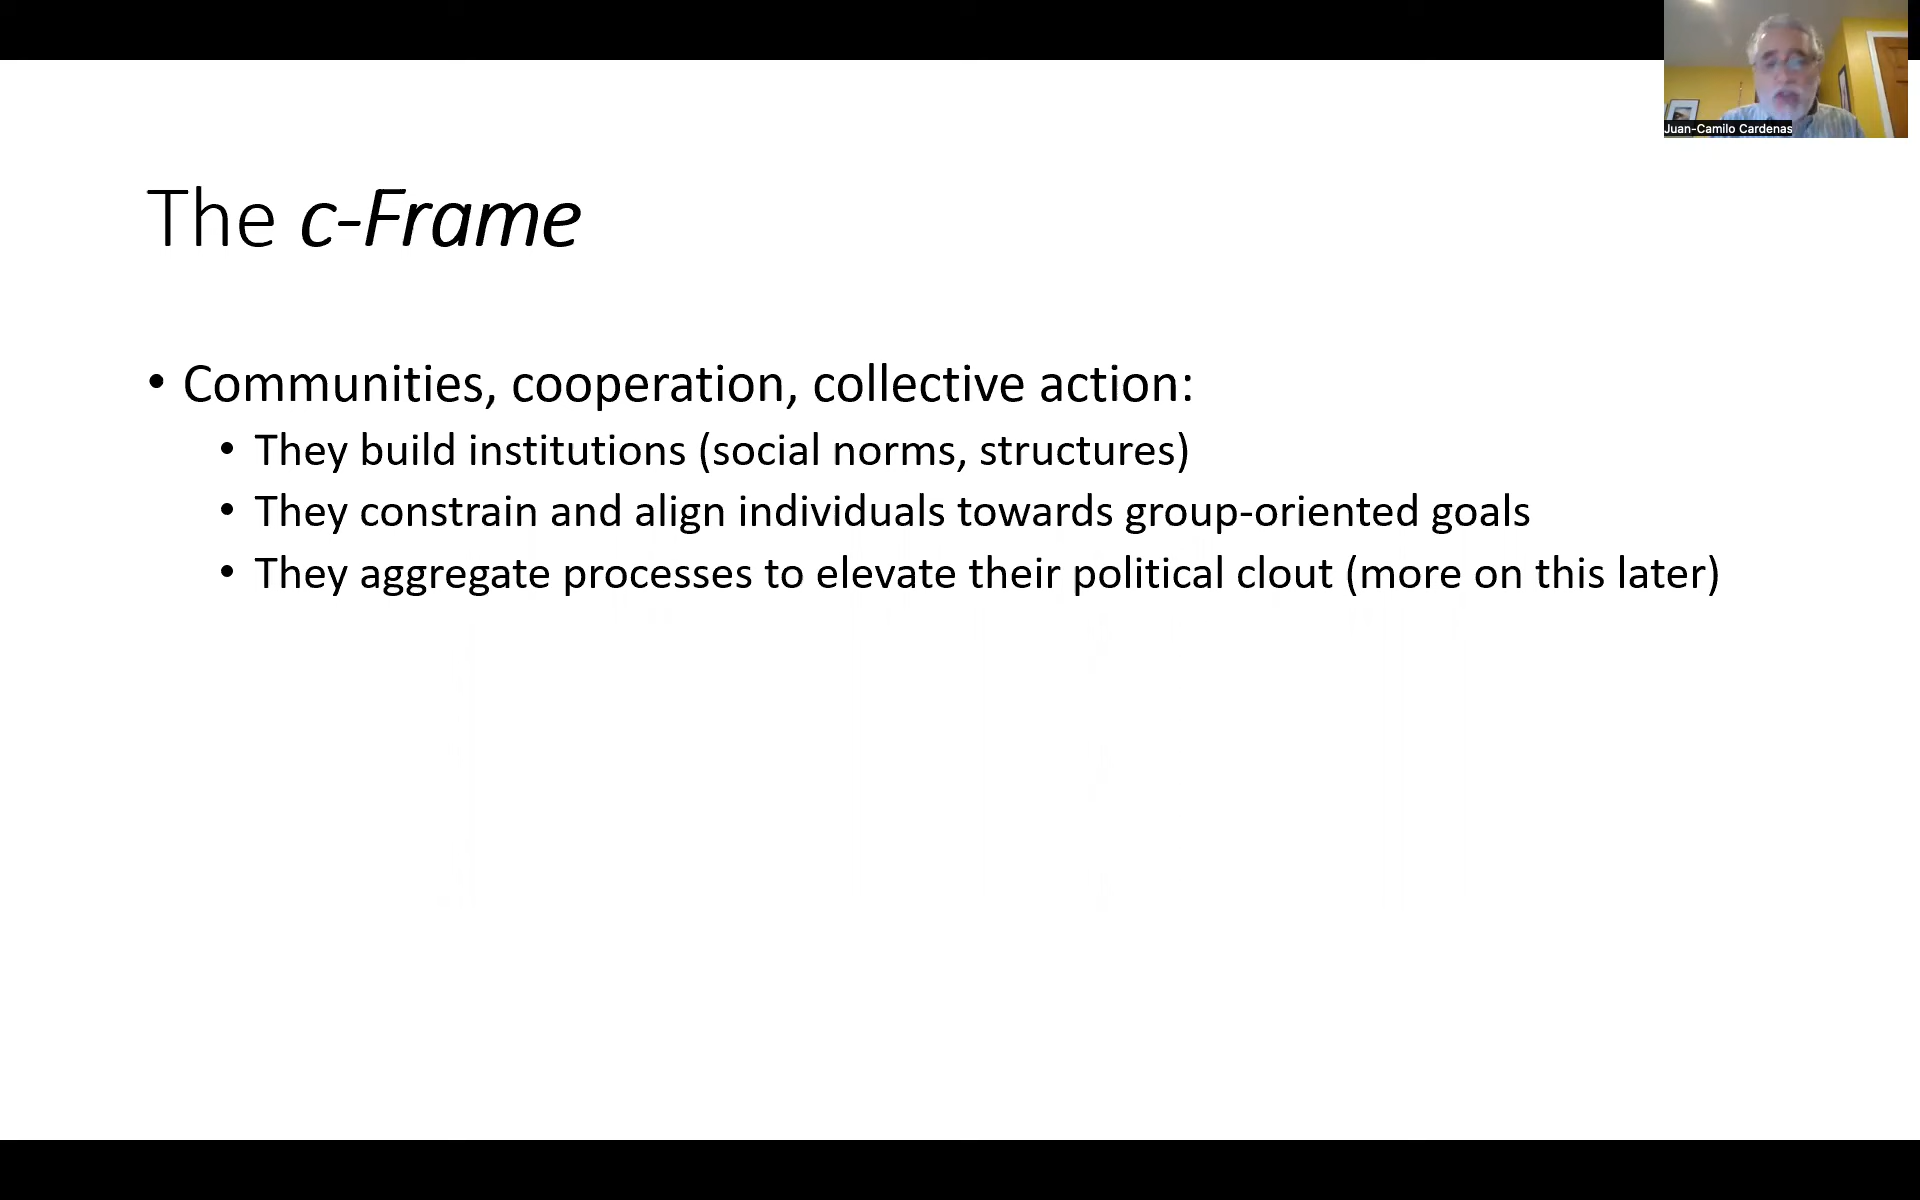 Juan-Camilo Cardenas
The c-Frame
• Communities, cooperation, collective action:
• They build institutions (social norms, structures)
• They constrain and align individuals towards group-oriented goals
• They aggregate processes to elevate their political clout (more on this later)